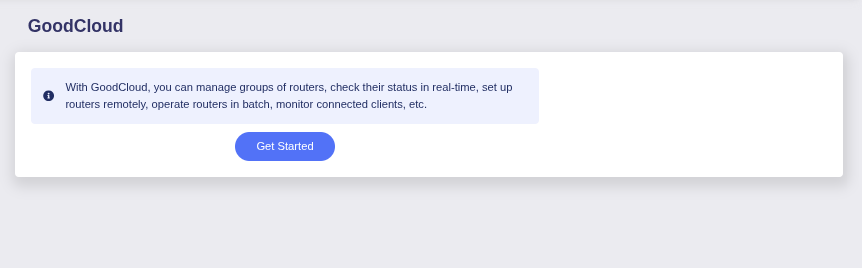 GoodCloud
With GoodCloud, you can manage groups of routers, check their status in real-time, set up
routers remotely, operate routers in batch, monitor connected clients, etc.
Get Started